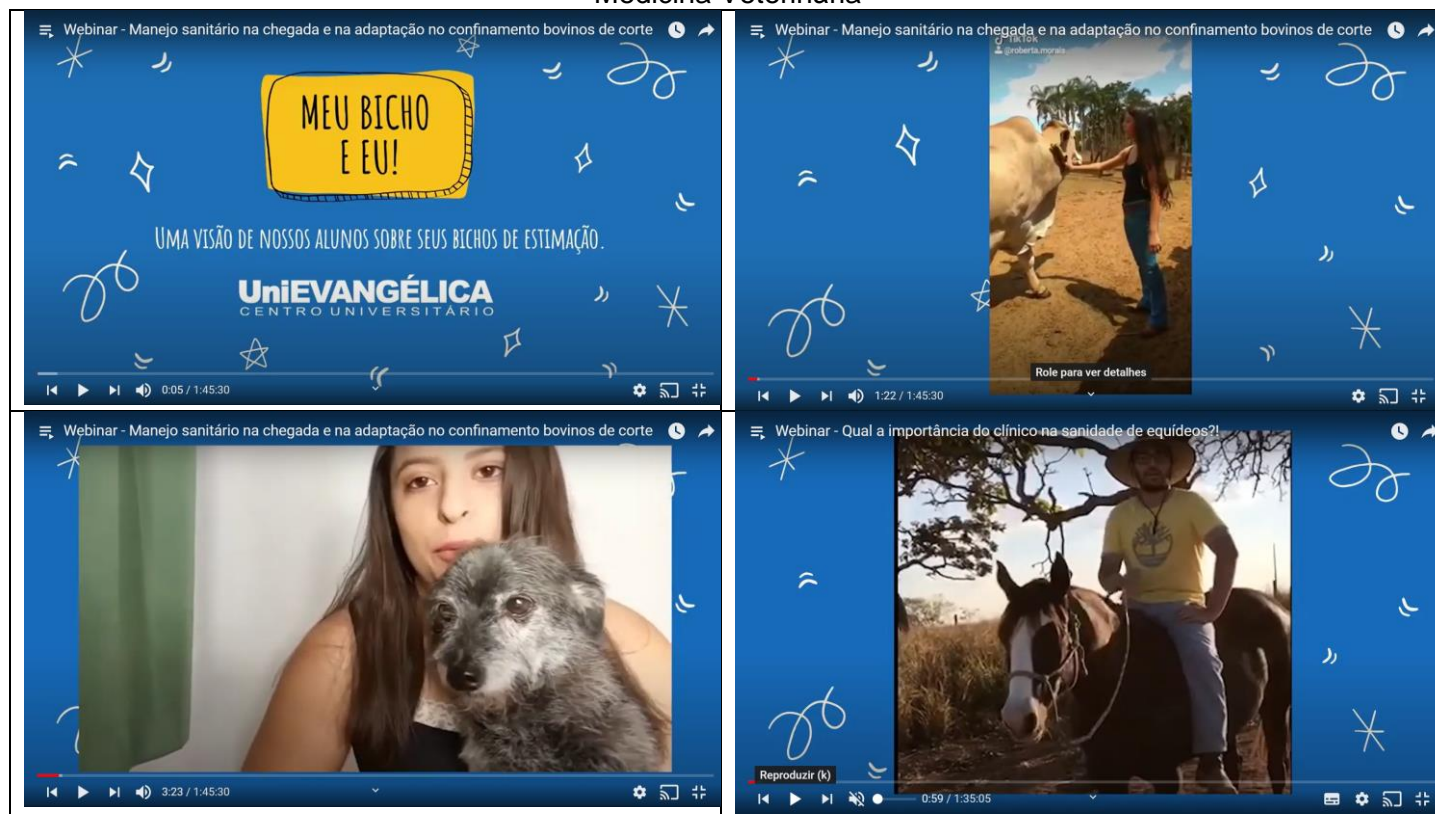 Medicina Veterinária
Webinar - Manejo sanitário na chegada e na adaptação no confinamento bovinos de corte
MEU BICHO
E EU!
UMA VISÃO DE NOSSOS ALUNOS SOBRE SEUS BICHOS DE ESTIMAÇÃO.
UniEVANGÉLICA
CENTRO UNIVERSITÁRIO
0:05 / 1:45:30
Webinar - Manejo sanitário na chegada e na adaptação no confinamento bovinos de corte
TikTok
@roberta.morais
Role para ver detalhes
1:22 / 1:45:30
Webinar - Manejo sanitário na chegada e na adaptação no confinamento bovinos de corte
3:23 / 1:45:30
Webinar - Qual a importância do clínico na sanidade de equídeos?!
Reproduzir (k)
0:59 / 1:35:05